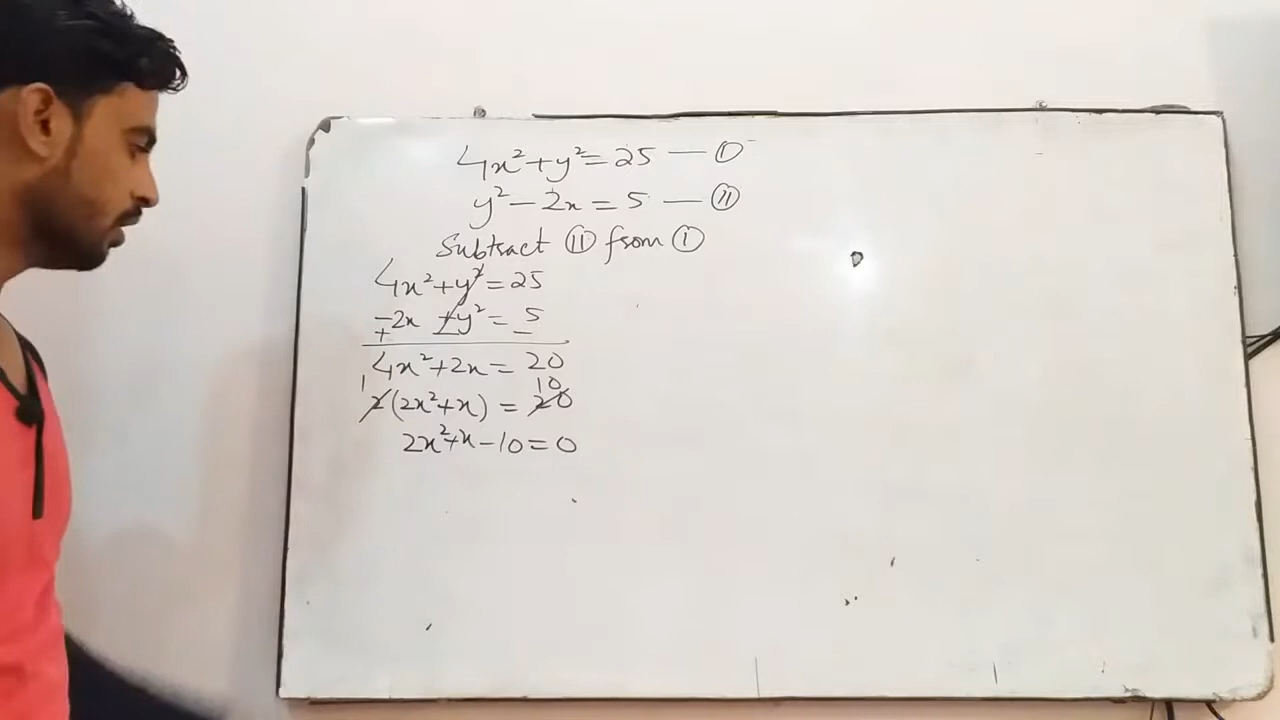 4x²+y²=25 — ①
y²-2x=5 — ⑪
Subtract ⑪ from ①
4x²+y²=25
-2x +y²= 5
+ - -
4x²+2x=20
1 10
2(2x²+x) = 20
2x²+x-10=0